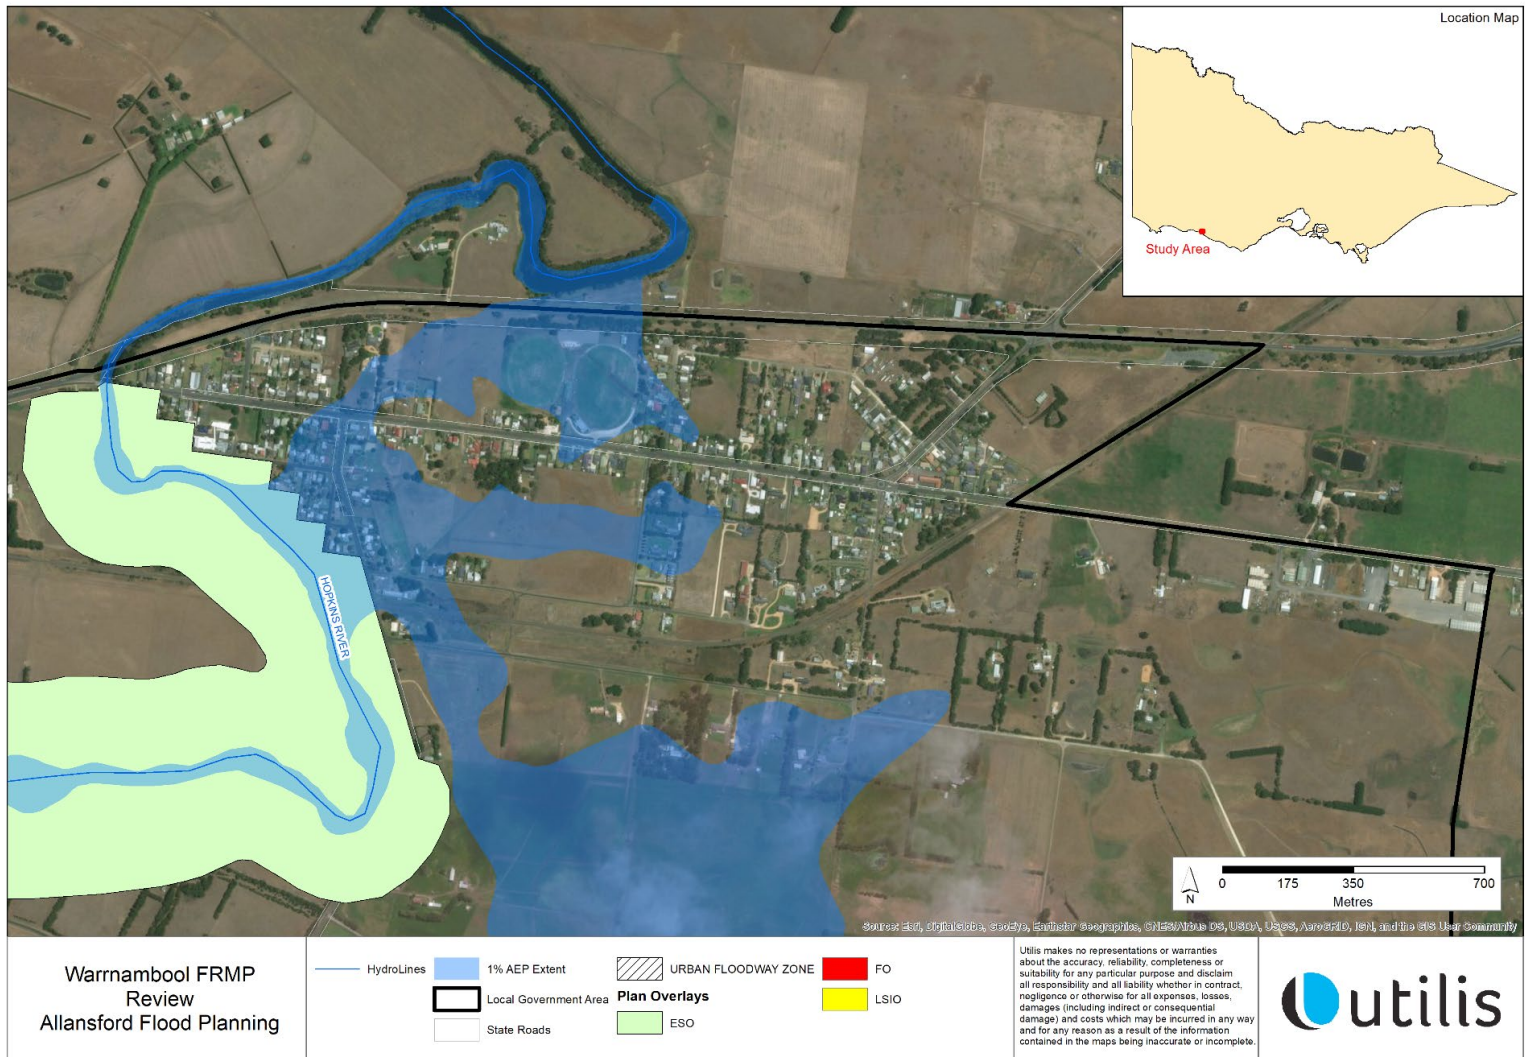 Location Map
Study Area
HOPKINS RIVER
N
0 175 350 700
Metres
Source: Esri, DigitalGlobe, GeoEye, Earthstar Geographics, CNES/Airbus DS, USDA, USGS, AeroGRID, IGN, and the GIS User Community
Warrnambool FRMP
Review
Allansford Flood Planning
HydroLines
1% AEP Extent
Local Government Area
State Roads
URBAN FLOODWAY ZONE
Plan Overlays
ESO
FO
LSIO
Utilis makes no representations or warranties
about the accuracy, reliability, completeness or
suitability for any particular purpose and disclaim
all responsibility and all liability whether in contract,
negligence or otherwise for all expenses, losses,
damages (including indirect or consequential
damage) and costs which may be incurred in any way
and for any reason as a result of the information
contained in the maps being inaccurate or incomplete.
utilis